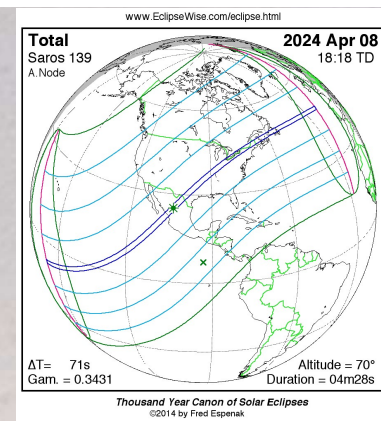 www.EclipseWise.com/eclipse.html
Total
2024 Apr 08
Saros 139
18:18 TD
A.Node
ΔT= 71s
Altitude = 70°
Gam. = 0.3431
Duration = 04m28s
Thousand Year Canon of Solar Eclipses
©2014 by Fred Espenak